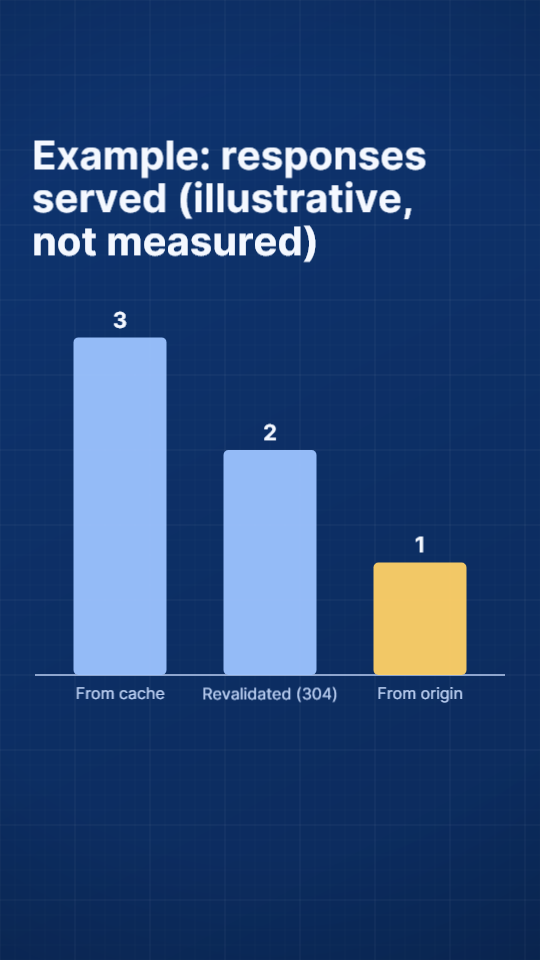 Example: responses
served (illustrative,
not measured)
3
2
1
From cache
Revalidated (304)
From origin